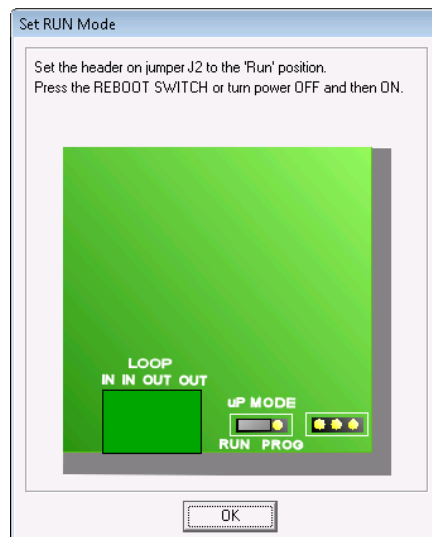 Set RUN Mode
Set the header on jumper J2 to the 'Run' position.
Press the REBOOT SWITCH or turn power OFF and then ON.
LOOP
IN IN OUT OUT
uP MODE
RUN PROG
OK